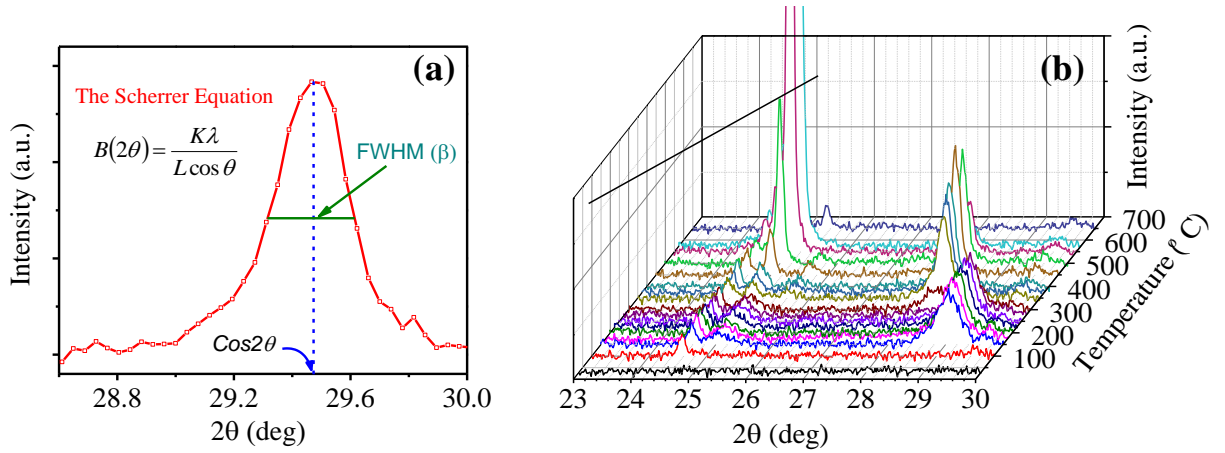 (a)
The Scherrer Equation
B(2θ) = Kλ / L cos θ
FWHM (β)
Cos2θ
Intensity (a.u.)
28.8 29.2 29.6 30.0
2θ (deg)
(b)
Intensity (a.u.)
700
600
500
400
300
200
100
Temperature (º C)
23 24 25 26 27 28 29 30
2θ (deg)